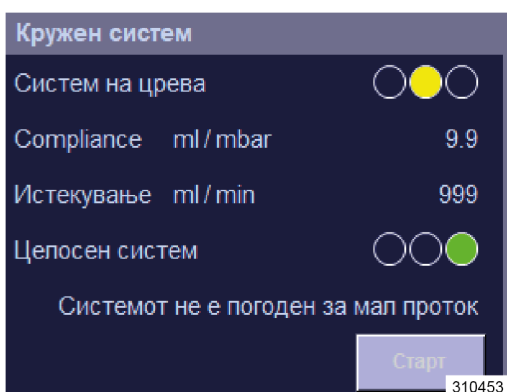 Кружен систем
Систем на црева
Compliance ml/mbar 9.9
Истекување ml/min 999
Целосен систем
Системот не е погоден за мал проток
Старт
310453